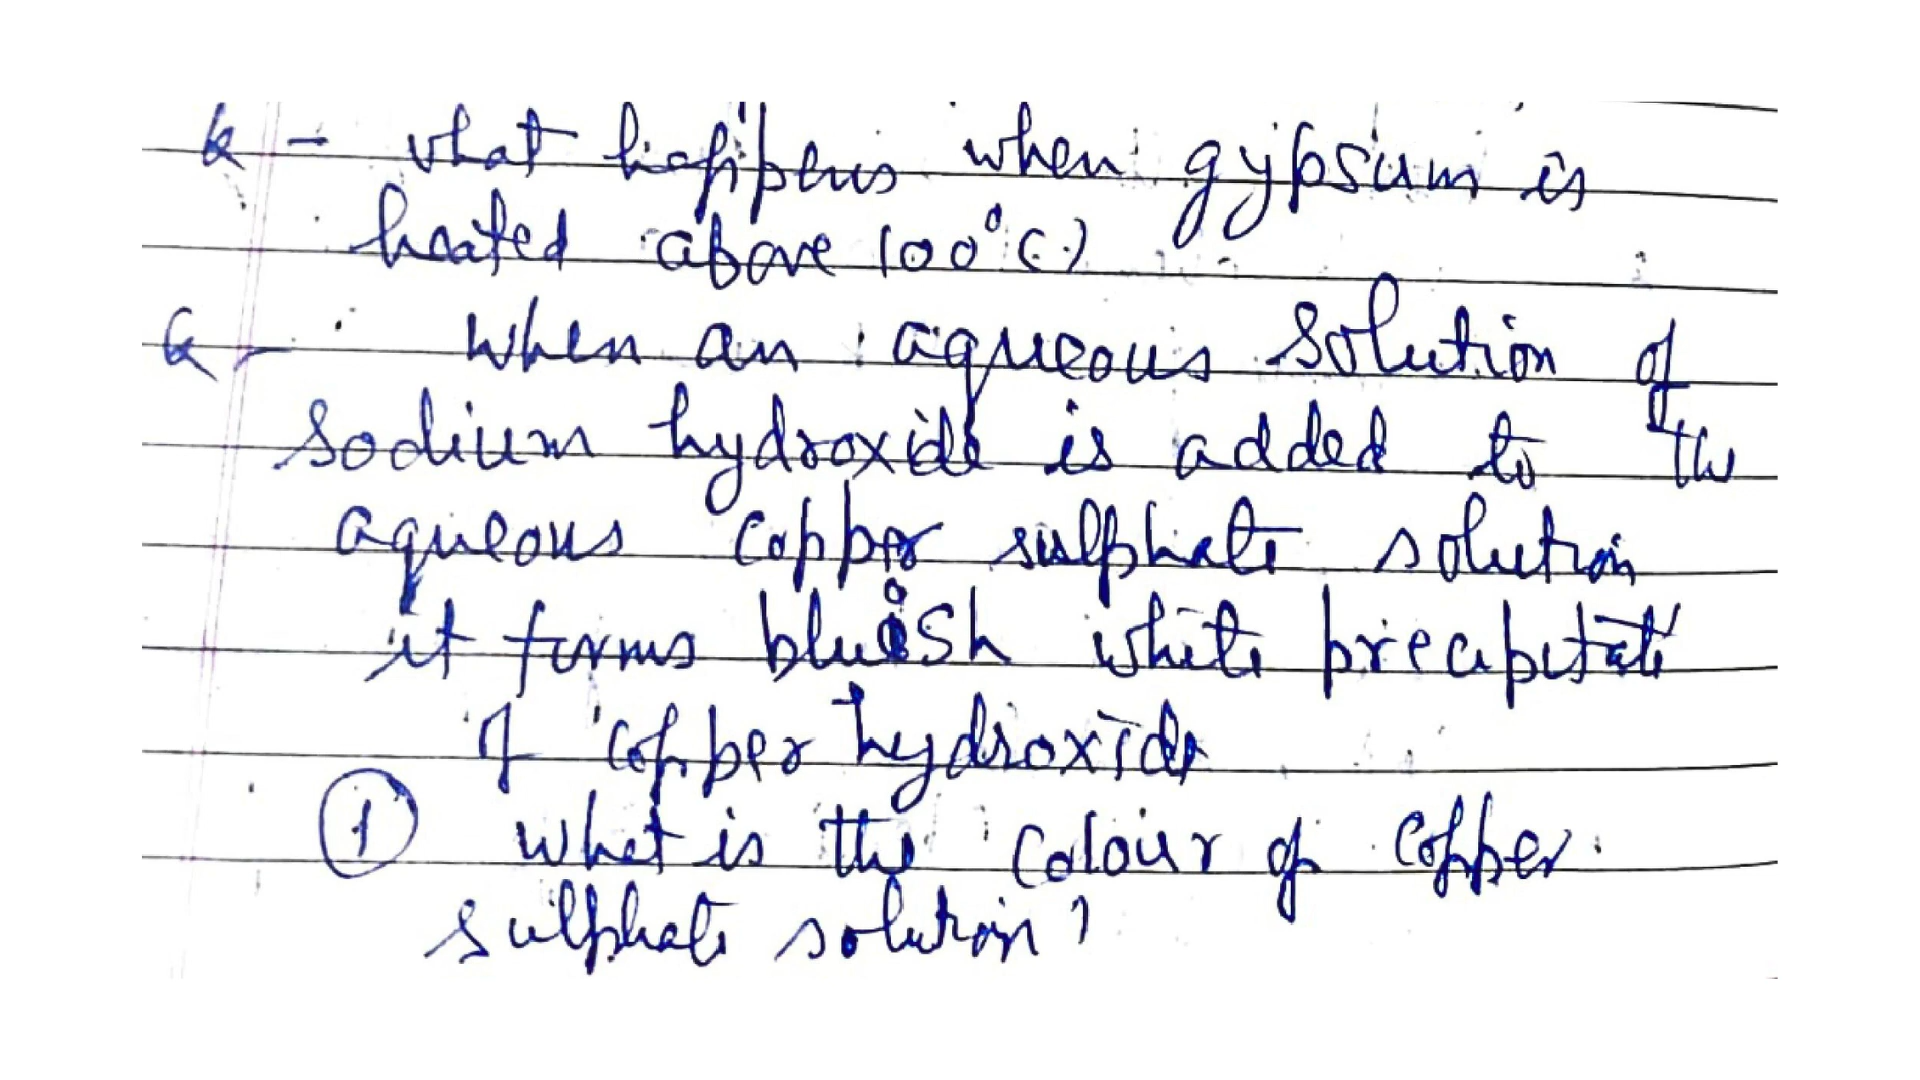 Q - what happens when gypsum is
heated above 100°C?
Q - When an aqueous solution of
sodium hydroxide is added to the
aqueous copper sulphate solution
it forms bluish white precapitate
of copper hydroxide
① What is the colour of copper
sulphate solution?